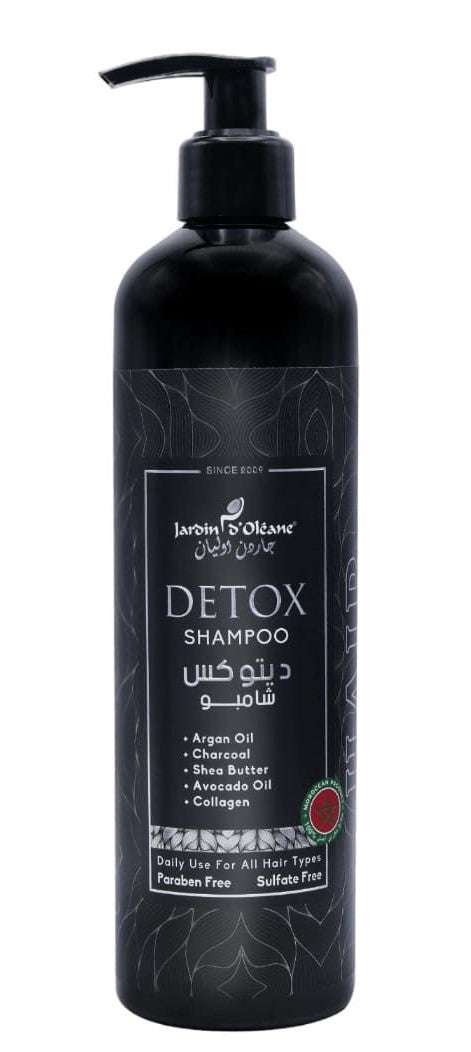 SINCE 2009
Jardin d'Oléane®
جاردن اوليان
DETOX
SHAMPOO
ديتوكس
شامبو
• Argan Oil
• Charcoal
• Shea Butter
• Avocado Oil
• Collagen
MOROCCAN
Daily Use For All Hair Types
Paraben Free Sulfate Free